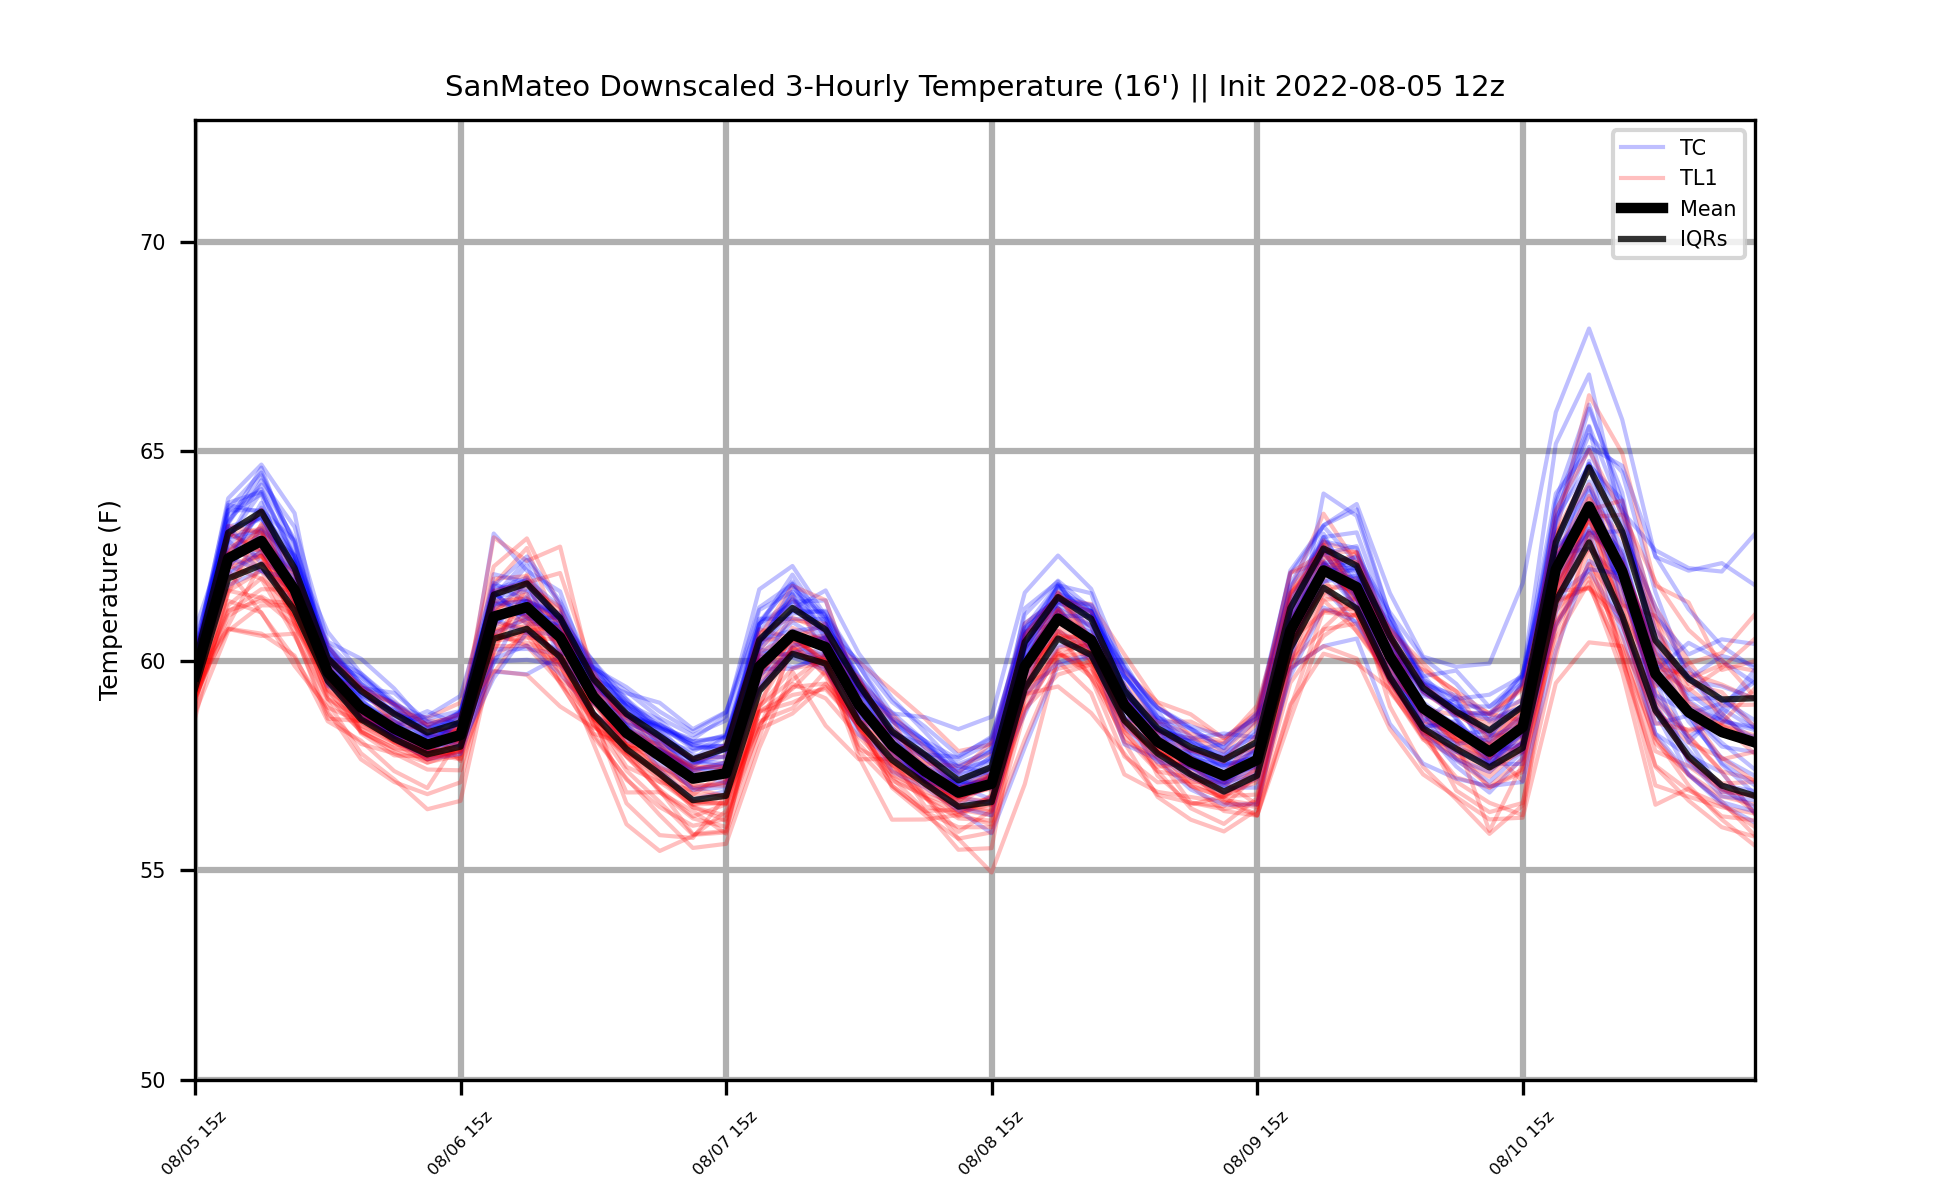 SanMateo Downscaled 3-Hourly Temperature (16') || Init 2022-08-05 12z
TC
TL1
Mean
IQRs
Temperature (F)
70
65
60
55
50
08/05 15z
08/06 15z
08/07 15z
08/08 15z
08/09 15z
08/10 15z